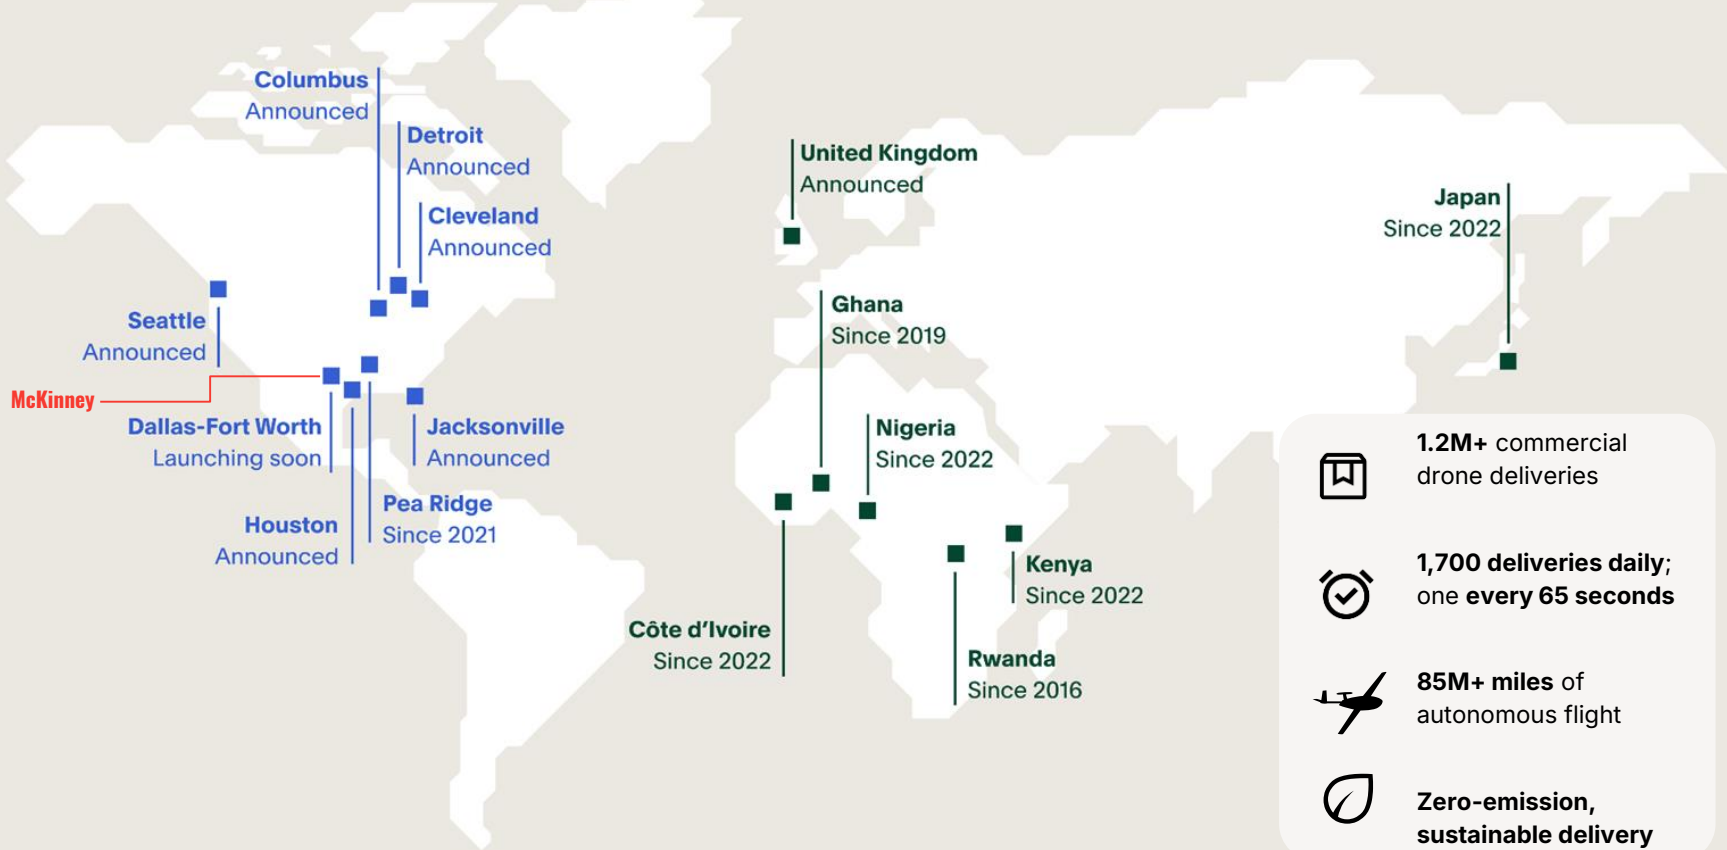 Columbus
Announced
Detroit
Announced
Cleveland
Announced
Seattle
Announced
McKinney
Dallas-Fort Worth
Launching soon
Jacksonville
Announced
Pea Ridge
Since 2021
Houston
Announced
United Kingdom
Announced
Ghana
Since 2019
Nigeria
Since 2022
Côte d’Ivoire
Since 2022
Kenya
Since 2022
Rwanda
Since 2016
Japan
Since 2022
1.2M+ commercial
drone deliveries
1,700 deliveries daily;
one every 65 seconds
85M+ miles of
autonomous flight
Zero-emission,
sustainable delivery